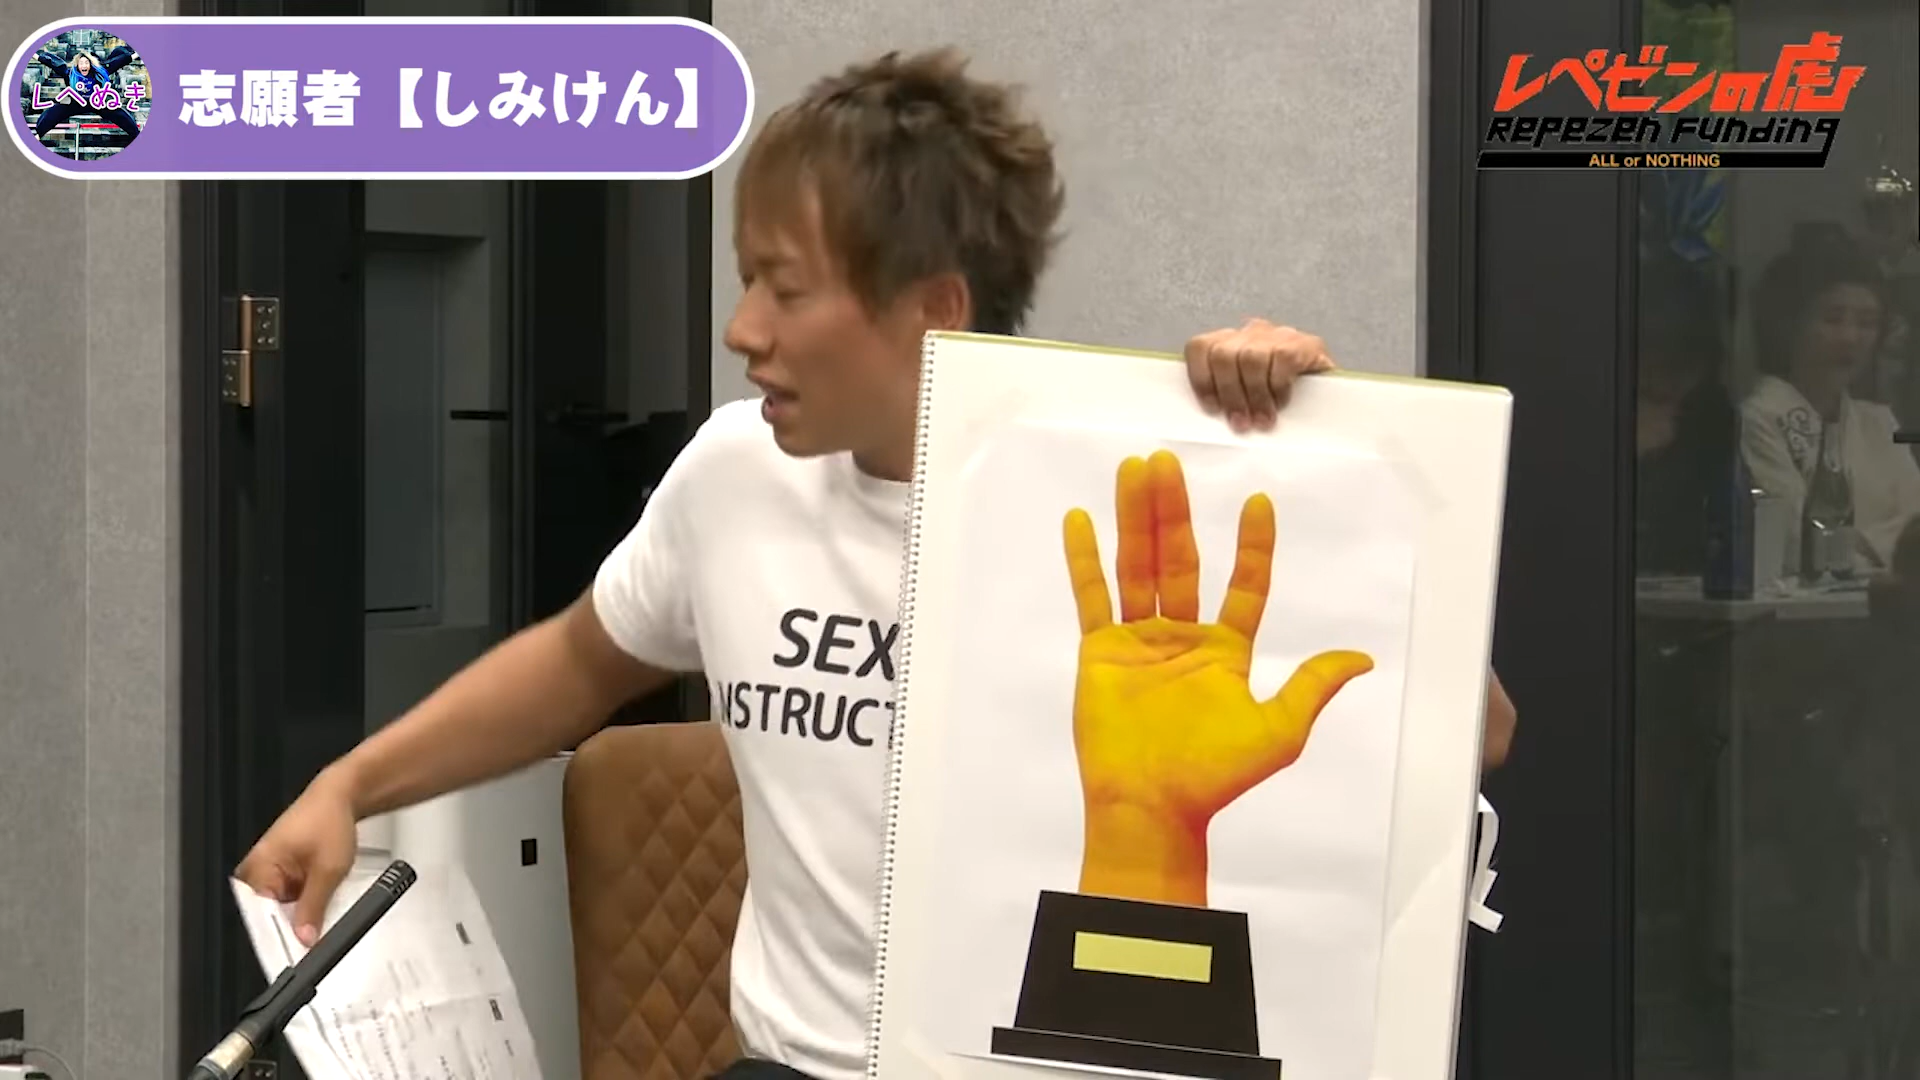 レペぬき
志願者【しみけん】
レペゼンの虎
REPEZEN FUNDING
ALL or NOTHING
SEX
NSTRUCT